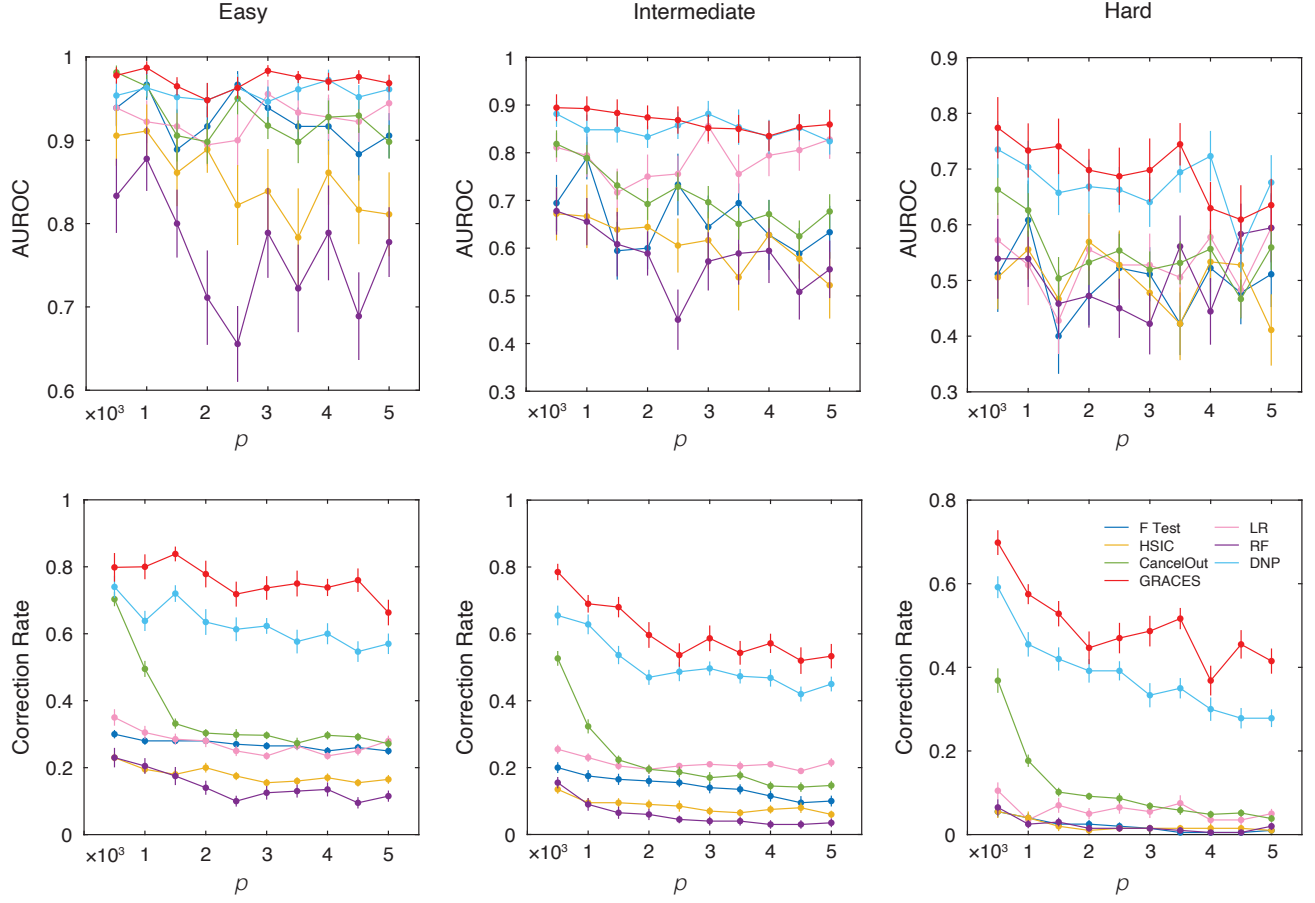 Easy
Intermediate
Hard
AUROC
1
0.9
0.8
0.7
0.6
×10³ 1 2 3 4 5
p
AUROC
1
0.9
0.8
0.7
0.6
0.5
0.4
0.3
×10³ 1 2 3 4 5
p
AUROC
0.9
0.8
0.7
0.6
0.5
0.4
0.3
×10³ 1 2 3 4 5
p
Correction Rate
1
0.8
0.6
0.4
0.2
0
×10³ 1 2 3 4 5
p
Correction Rate
1
0.8
0.6
0.4
0.2
0
×10³ 1 2 3 4 5
p
Correction Rate
0.8
0.6
0.4
0.2
0
F Test
HSIC
CancelOut
GRACES
LR
RF
DNP
×10³ 1 2 3 4 5
p